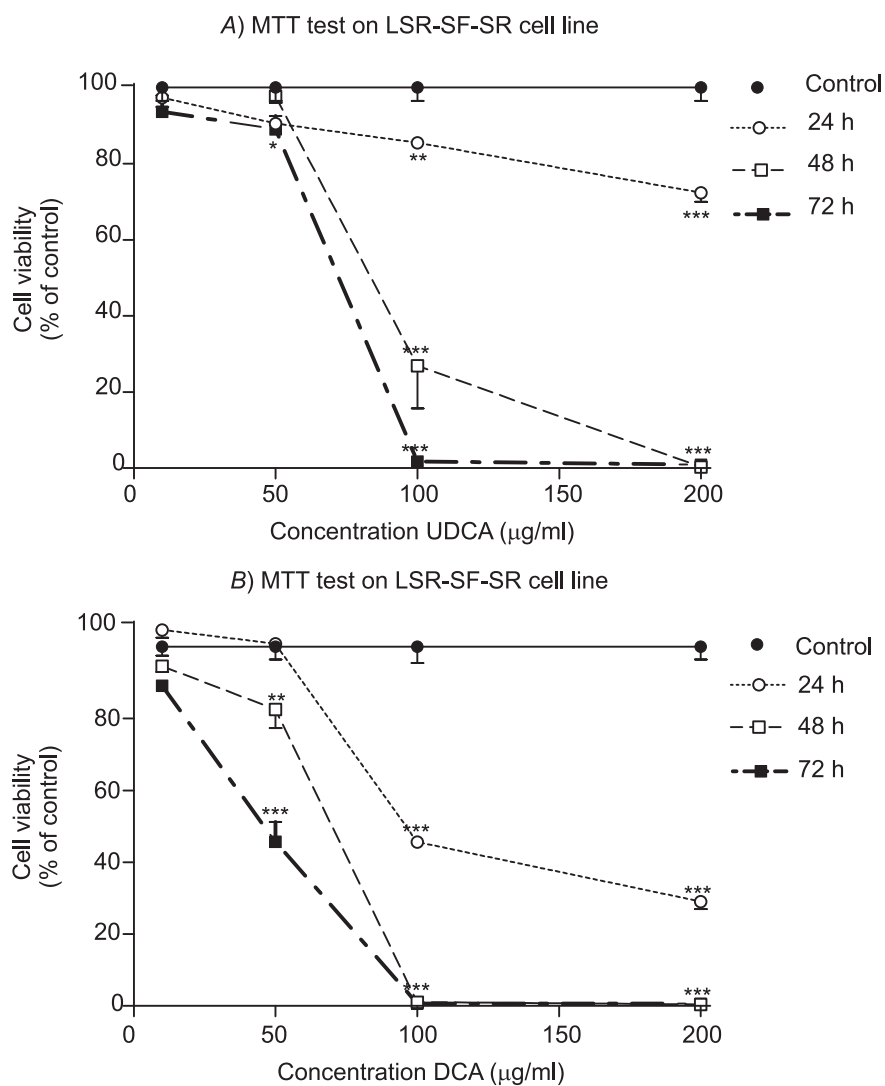 A) MTT test on LSR-SF-SR cell line
100
80
60
40
20
0
Cell viability
(% of control)
*
**
***
***
***
***
0 50 100 150 200
Concentration UDCA (μg/ml)
Control
24 h
48 h
72 h
B) MTT test on LSR-SF-SR cell line
100
80
60
40
20
0
Cell viability
(% of control)
**
***
***
***
***
***
0 50 100 150 200
Concentration DCA (μg/ml)
Control
24 h
48 h
72 h